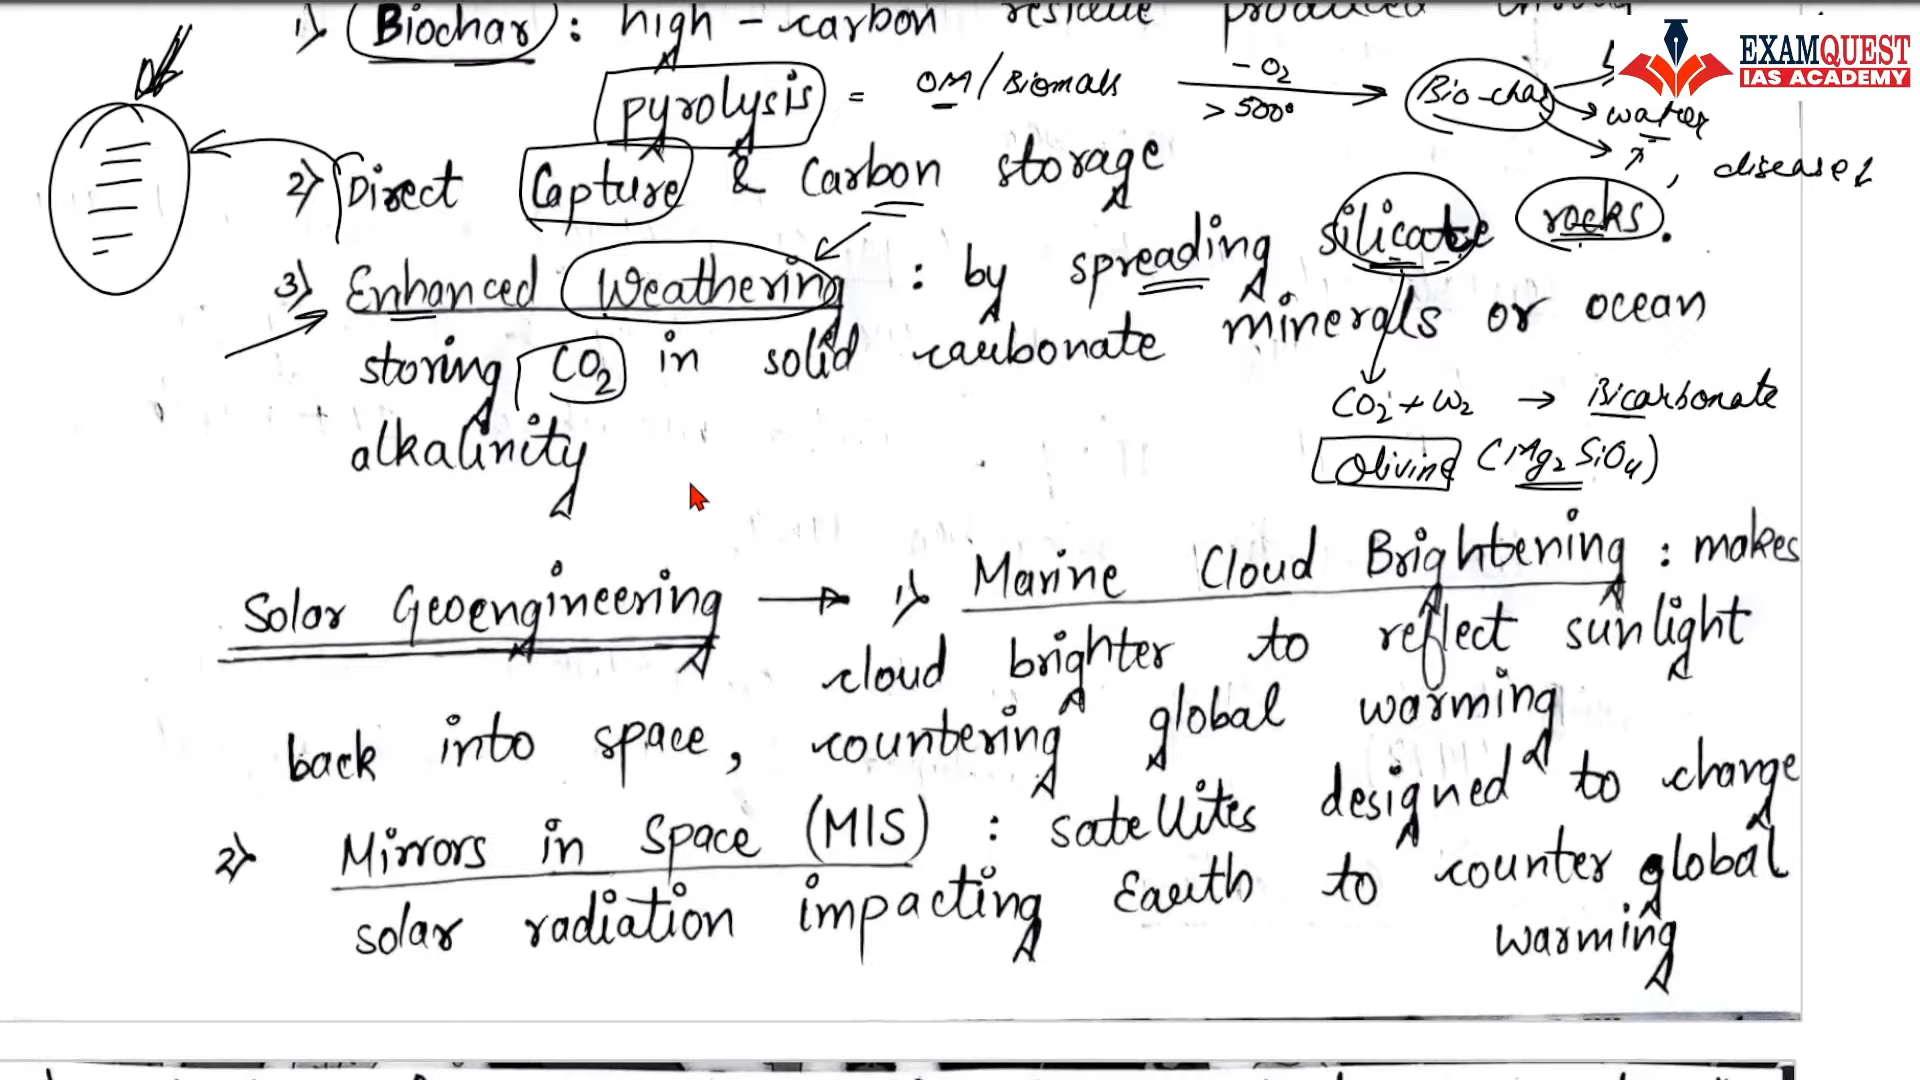 1) Biochar : high-carbon residue produced
EXAMQUEST
IAS ACADEMY
pyrolysis = OM/Biomass - O2 > 500° Bio-char
water
, diseases
2) Direct Capture & Carbon storage
3) Enhanced Weathering : by spreading silicate rocks.
storing CO2 in solid carbonate minerals or ocean
alkalinity
CO2 + W2 → Bicarbonate
Olivine (Mg2SiO4)
Solar Geoengineering → 1) Marine Cloud Brightening : makes
cloud brighter to reflect sunlight
back into space, countering global warming
2) Mirrors in Space (MIS) : satellites designed to change
solar radiation impacting Earth to counter global
warming